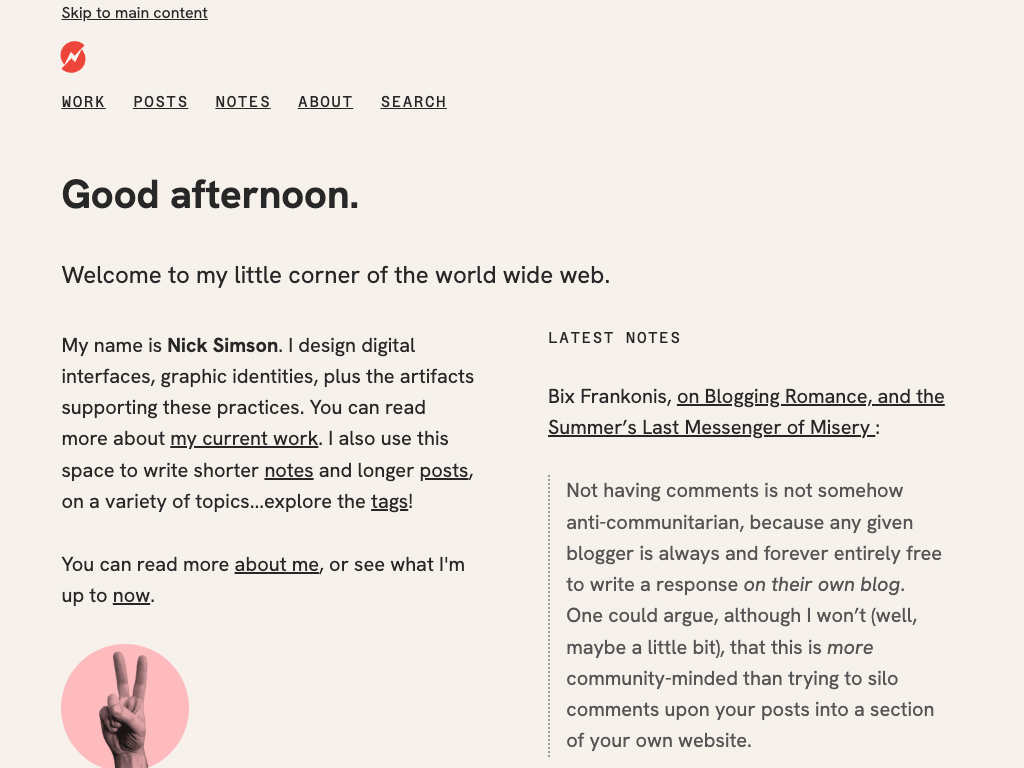 Skip to main content
WORK POSTS NOTES ABOUT SEARCH
Good afternoon.
Welcome to my little corner of the world wide web.
My name is Nick Simson. I design digital
interfaces, graphic identities, plus the artifacts
supporting these practices. You can read
more about my current work. I also use this
space to write shorter notes and longer posts,
on a variety of topics…explore the tags!
You can read more about me, or see what I'm
up to now.
LATEST NOTES
Bix Frankonis, on Blogging Romance, and the
Summer’s Last Messenger of Misery :
Not having comments is not somehow
anti-communitarian, because any given
blogger is always and forever entirely free
to write a response on their own blog.
One could argue, although I won’t (well,
maybe a little bit), that this is more
community-minded than trying to silo
comments upon your posts into a section
of your own website.